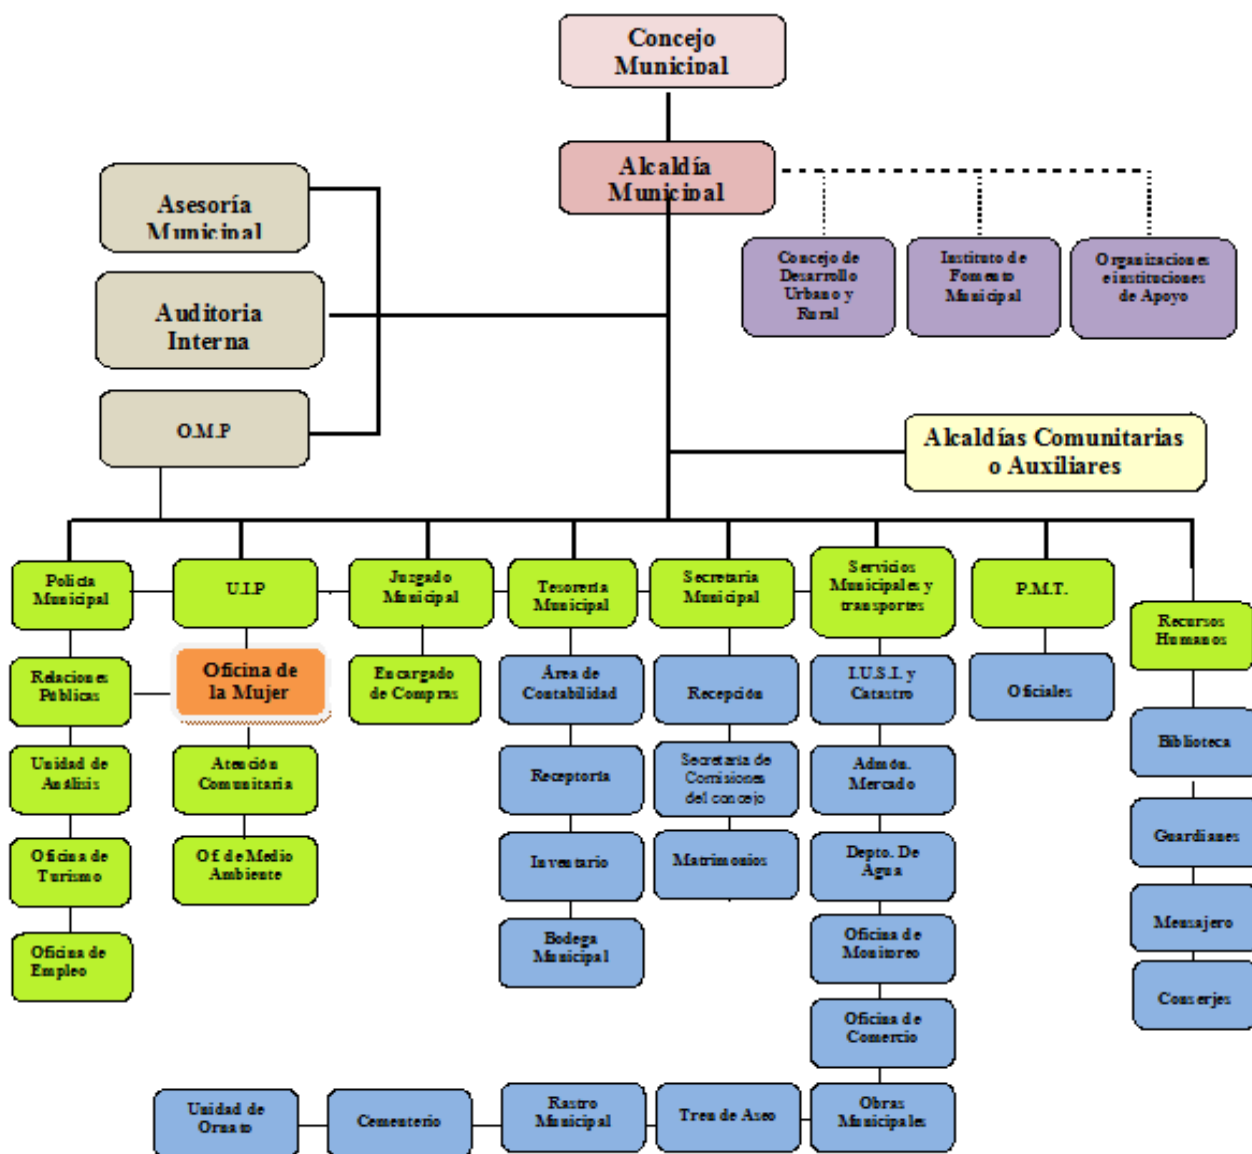 Concejo
Municipal
Alcaldía
Municipal
Asesoría
Municipal
Concejo de
Desarrollo
Urbano y
Rural
Instituto de
Fomento
Municipal
Organizaciones
e instituciones
de Apoyo
Auditoria
Interna
O.M.P
Alcaldías Comunitarias
o Auxiliares
Policía
Municipal
U.I.P
Juzgado
Municipal
Tesorería
Municipal
Secretaria
Municipal
Servicios
Municipales y
transportes
P.M.T.
Recursos
Humanos
Relaciones
Públicas
Oficina de
la Mujer
Encargado
de Compras
Área de
Contabilidad
Recepción
I.U.S.I. y
Catastro
Oficiales
Biblioteca
Unidad de
Análisis
Atención
Comunitaria
Receptoría
Secretaria de
Comisiones
del concejo
Admón.
Mercado
Guardianes
Oficina de
Turismo
Of. de Medio
Ambiente
Inventario
Matrimonios
Depto. De
Agua
Mensajero
Oficina de
Empleo
Bodega
Municipal
Oficina de
Monitoreo
Conserjes
Oficina de
Comercio
Unidad de
Ornato
Cementerio
Rastro
Municipal
Tren de Aseo
Obras
Municipales